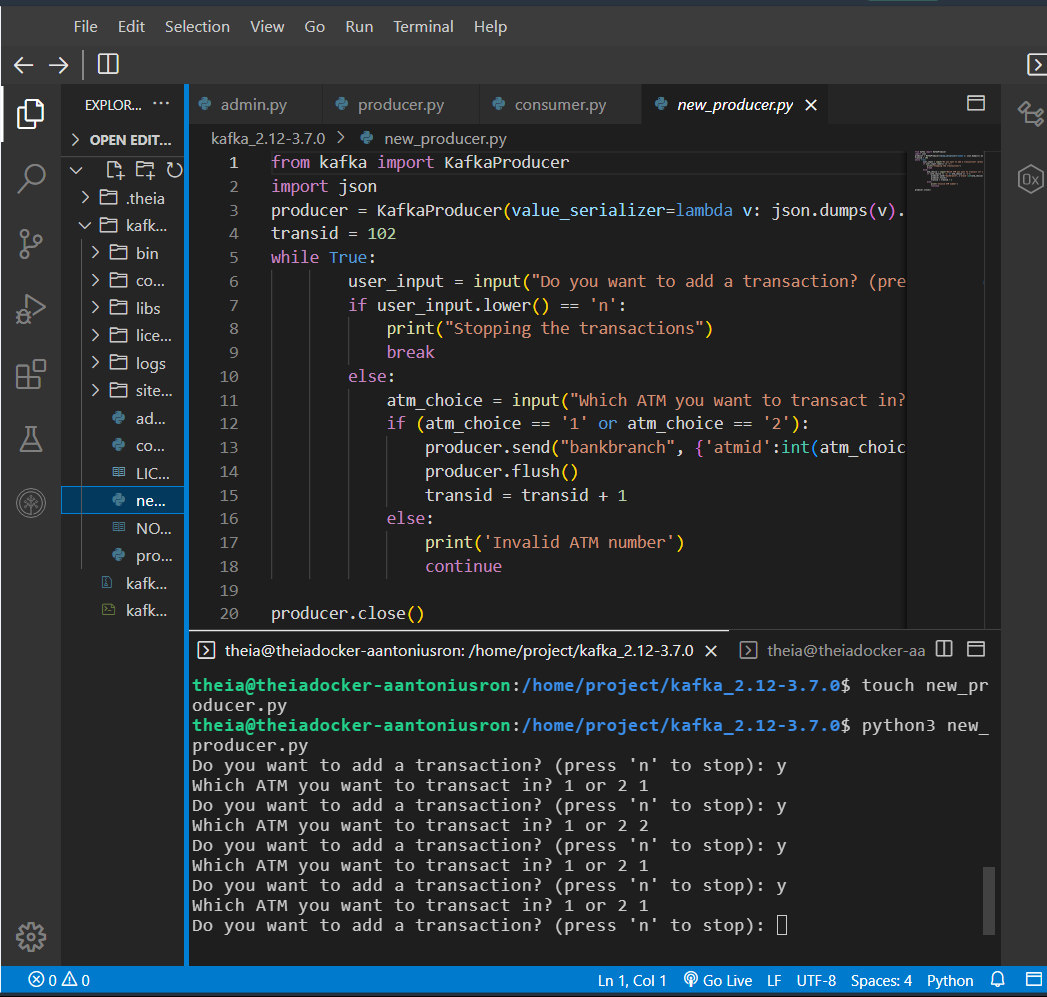 File Edit Selection View Go Run Terminal Help
EXPLOR... ···
OPEN EDIT...
.theia
kafk...
bin
co...
libs
lice...
logs
site...
ad...
co...
LIC...
ne...
NO...
pro...
kafk...
kafk...
admin.py producer.py consumer.py new_producer.py
kafka_2.12-3.7.0 > new_producer.py
1 from kafka import KafkaProducer
2 import json
3 producer = KafkaProducer(value_serializer=lambda v: json.dumps(v).
4 transid = 102
5 while True:
6 user_input = input("Do you want to add a transaction? (pre
7 if user_input.lower() == 'n':
8 print("Stopping the transactions")
9 break
10 else:
11 atm_choice = input("Which ATM you want to transact in?
12 if (atm_choice == '1' or atm_choice == '2'):
13 producer.send("bankbranch", {'atmid':int(atm_choic
14 producer.flush()
15 transid = transid + 1
16 else:
17 print('Invalid ATM number')
18 continue
19
20 producer.close()
theia@theiadocker-aantoniusron: /home/project/kafka_2.12-3.7.0 theia@theiadocker-aa
theia@theiadocker-aantoniusron:/home/project/kafka_2.12-3.7.0$ touch new_pr
oducer.py
theia@theiadocker-aantoniusron:/home/project/kafka_2.12-3.7.0$ python3 new_
producer.py
Do you want to add a transaction? (press 'n' to stop): y
Which ATM you want to transact in? 1 or 2 1
Do you want to add a transaction? (press 'n' to stop): y
Which ATM you want to transact in? 1 or 2 2
Do you want to add a transaction? (press 'n' to stop): y
Which ATM you want to transact in? 1 or 2 1
Do you want to add a transaction? (press 'n' to stop): y
Which ATM you want to transact in? 1 or 2 1
Do you want to add a transaction? (press 'n' to stop):
0x
0 0 Ln 1, Col 1 Go Live LF UTF-8 Spaces: 4 Python